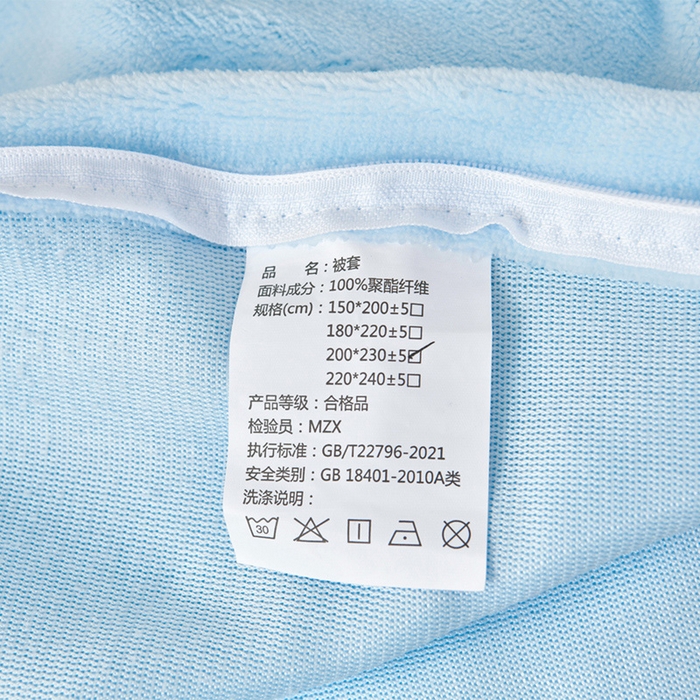 品 名：被套
面料成分：100%聚酯纤维
规格(cm)：150*200±5□
180*220±5□
200*230±5☑
220*240±5□
产品等级：合格品
检验员：MZX
执行标准：GB/T22796-2021
安全类别：GB 18401-2010A类
洗涤说明：
30